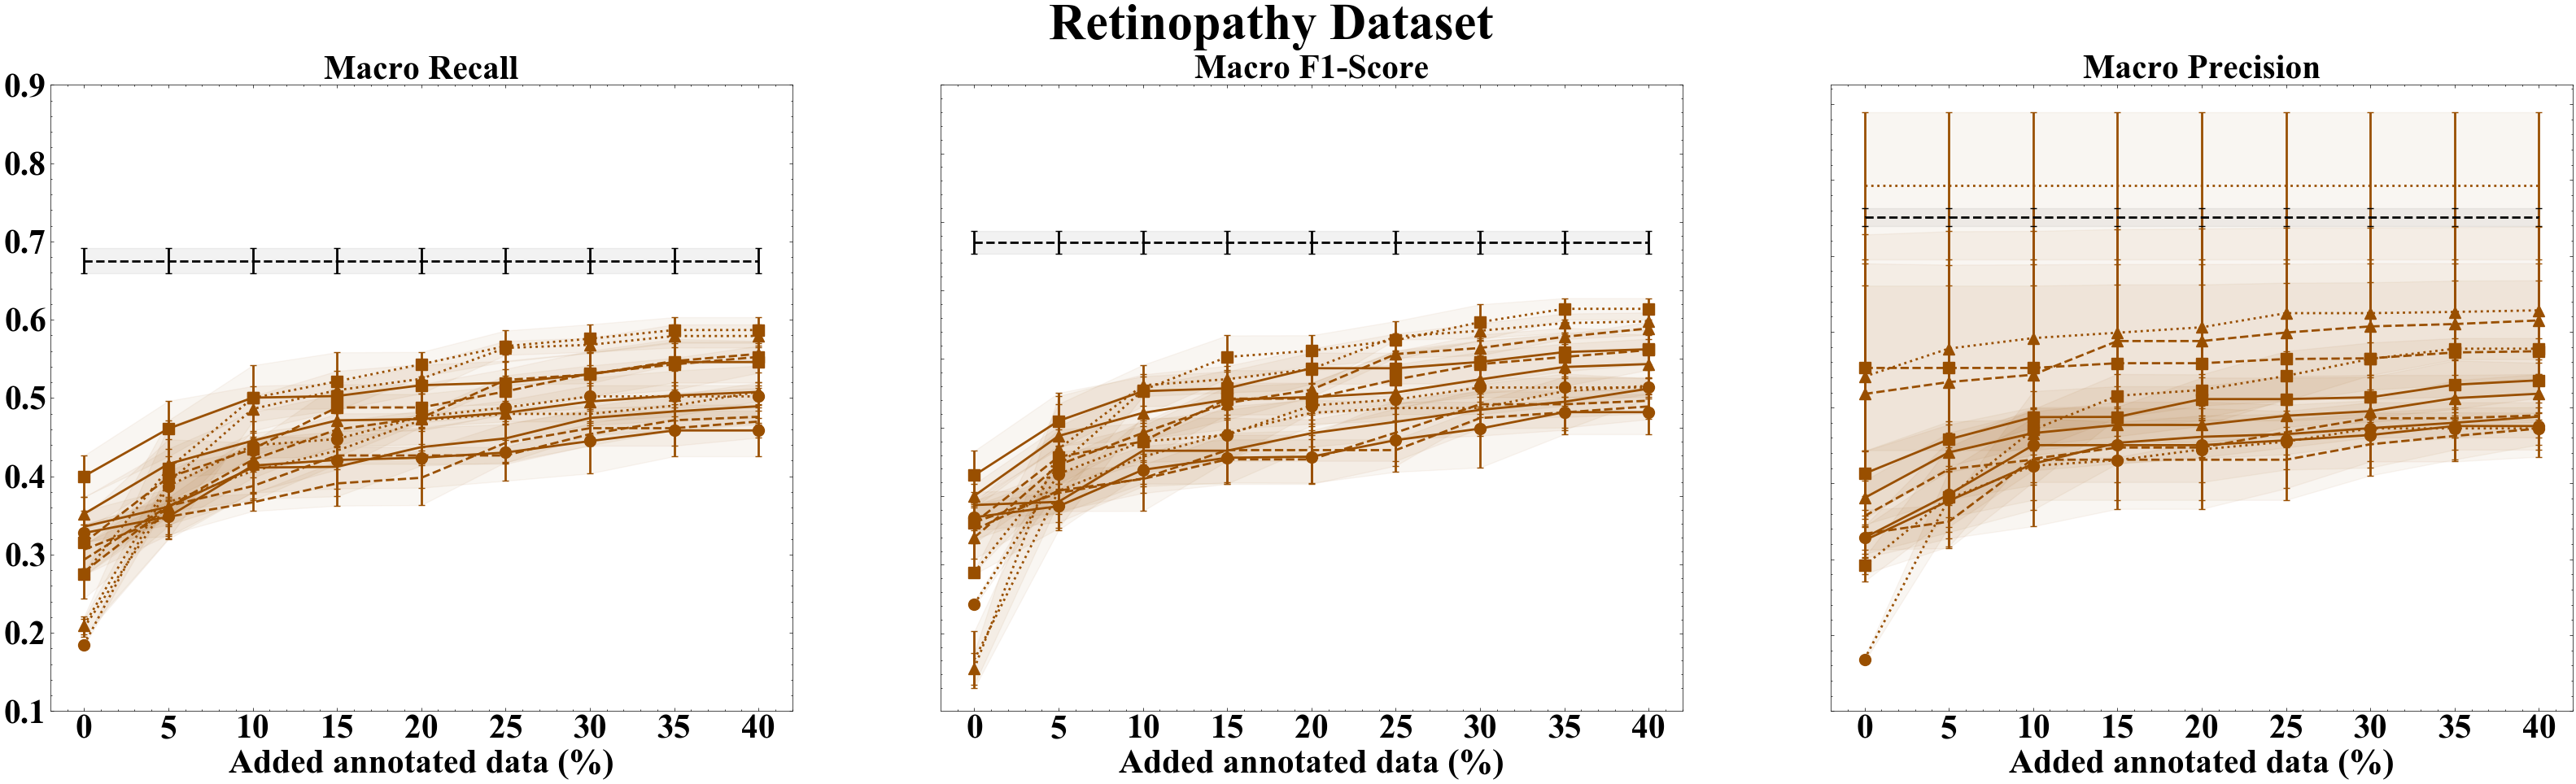 Retinopathy Dataset
Macro Recall
Macro F1-Score
Macro Precision
0.9
0.8
0.7
0.6
0.5
0.4
0.3
0.2
0.1
0 5 10 15 20 25 30 35 40
0 5 10 15 20 25 30 35 40
0 5 10 15 20 25 30 35 40
Added annotated data (%)
Added annotated data (%)
Added annotated data (%)